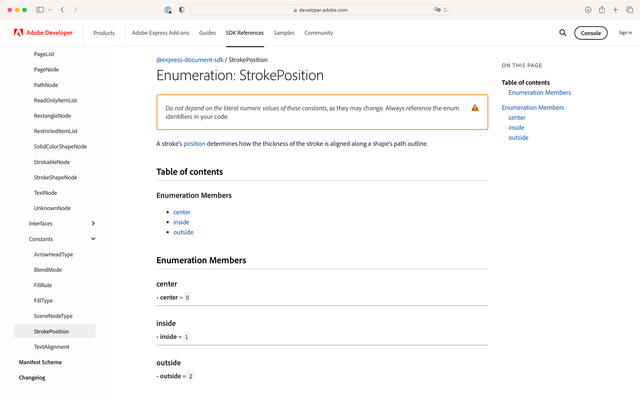 developer.adobe.com
Adobe Developer
Products
Adobe Express Add-ons
Guides
SDK References
Samples
Community
Console
Sign in
PageList
PageNode
PathNode
ReadOnlyItemList
RectangleNode
RestrictedItemList
SolidColorShapeNode
StrokableNode
StrokeShapeNode
TextNode
UnknownNode
Interfaces
Constants
ArrowHeadType
BlendMode
FillRule
FillType
SceneNodeType
StrokePosition
TextAlignment
Manifest Schema
Changelog
@express-document-sdk / StrokePosition
Enumeration: StrokePosition
Do not depend on the literal numeric values of these constants, as they may change. Always reference the enum
identifiers in your code.
A stroke's position determines how the thickness of the stroke is aligned along a shape's path outline.
Table of contents
Enumeration Members
• center
• inside
• outside
Enumeration Members
center
• center = 0
inside
• inside = 1
outside
• outside = 2
ON THIS PAGE
Table of contents
Enumeration Members
Enumeration Members
center
inside
outside